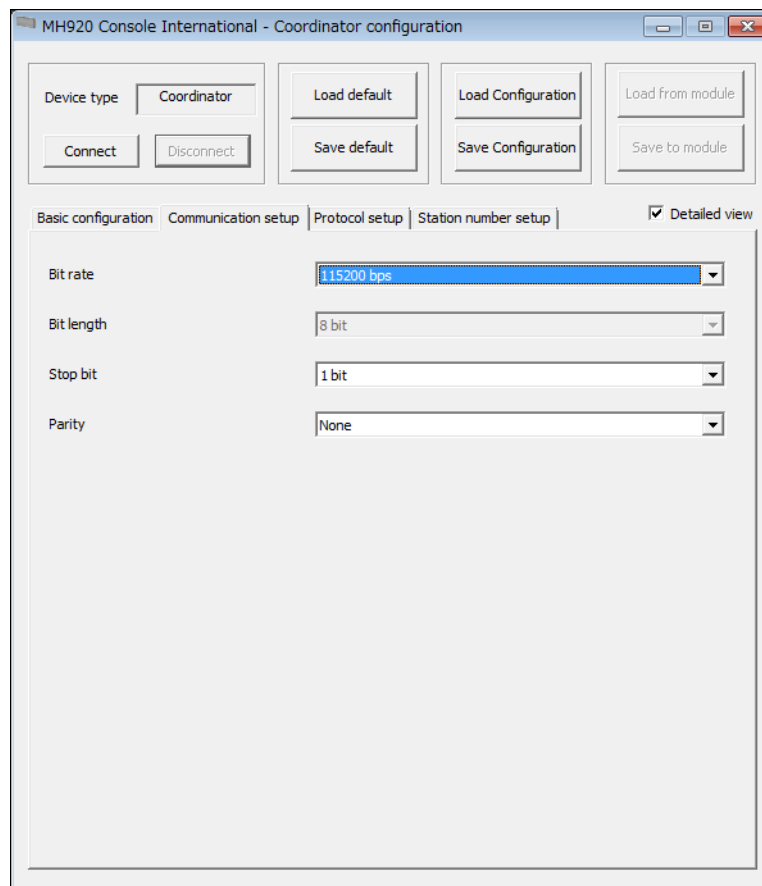 MH920 Console International - Coordinator configuration
Device type Coordinator
Connect Disconnect
Load default
Save default
Load Configuration
Save Configuration
Load from module
Save to module
Basic configuration Communication setup Protocol setup Station number setup Detailed view
Bit rate 115200 bps
Bit length 8 bit
Stop bit 1 bit
Parity None